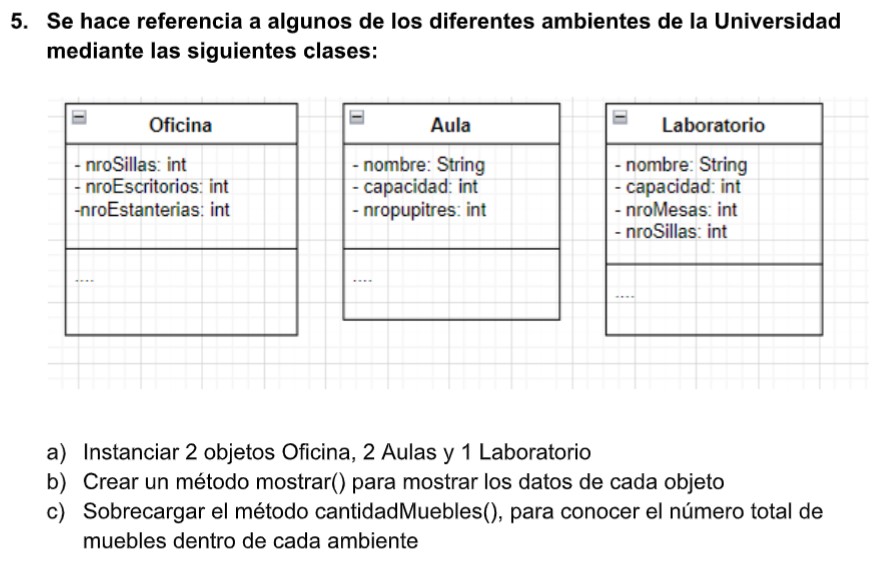 5. Se hace referencia a algunos de los diferentes ambientes de la Universidad
mediante las siguientes clases:
Oficina
- nroSillas: int
- nroEscritorios: int
-nroEstanterias: int
....
Aula
- nombre: String
- capacidad: int
- nropupitres: int
....
Laboratorio
- nombre: String
- capacidad: int
- nroMesas: int
- nroSillas: int
....
a) Instanciar 2 objetos Oficina, 2 Aulas y 1 Laboratorio
b) Crear un método mostrar() para mostrar los datos de cada objeto
c) Sobrecargar el método cantidadMuebles(), para conocer el número total de
muebles dentro de cada ambiente